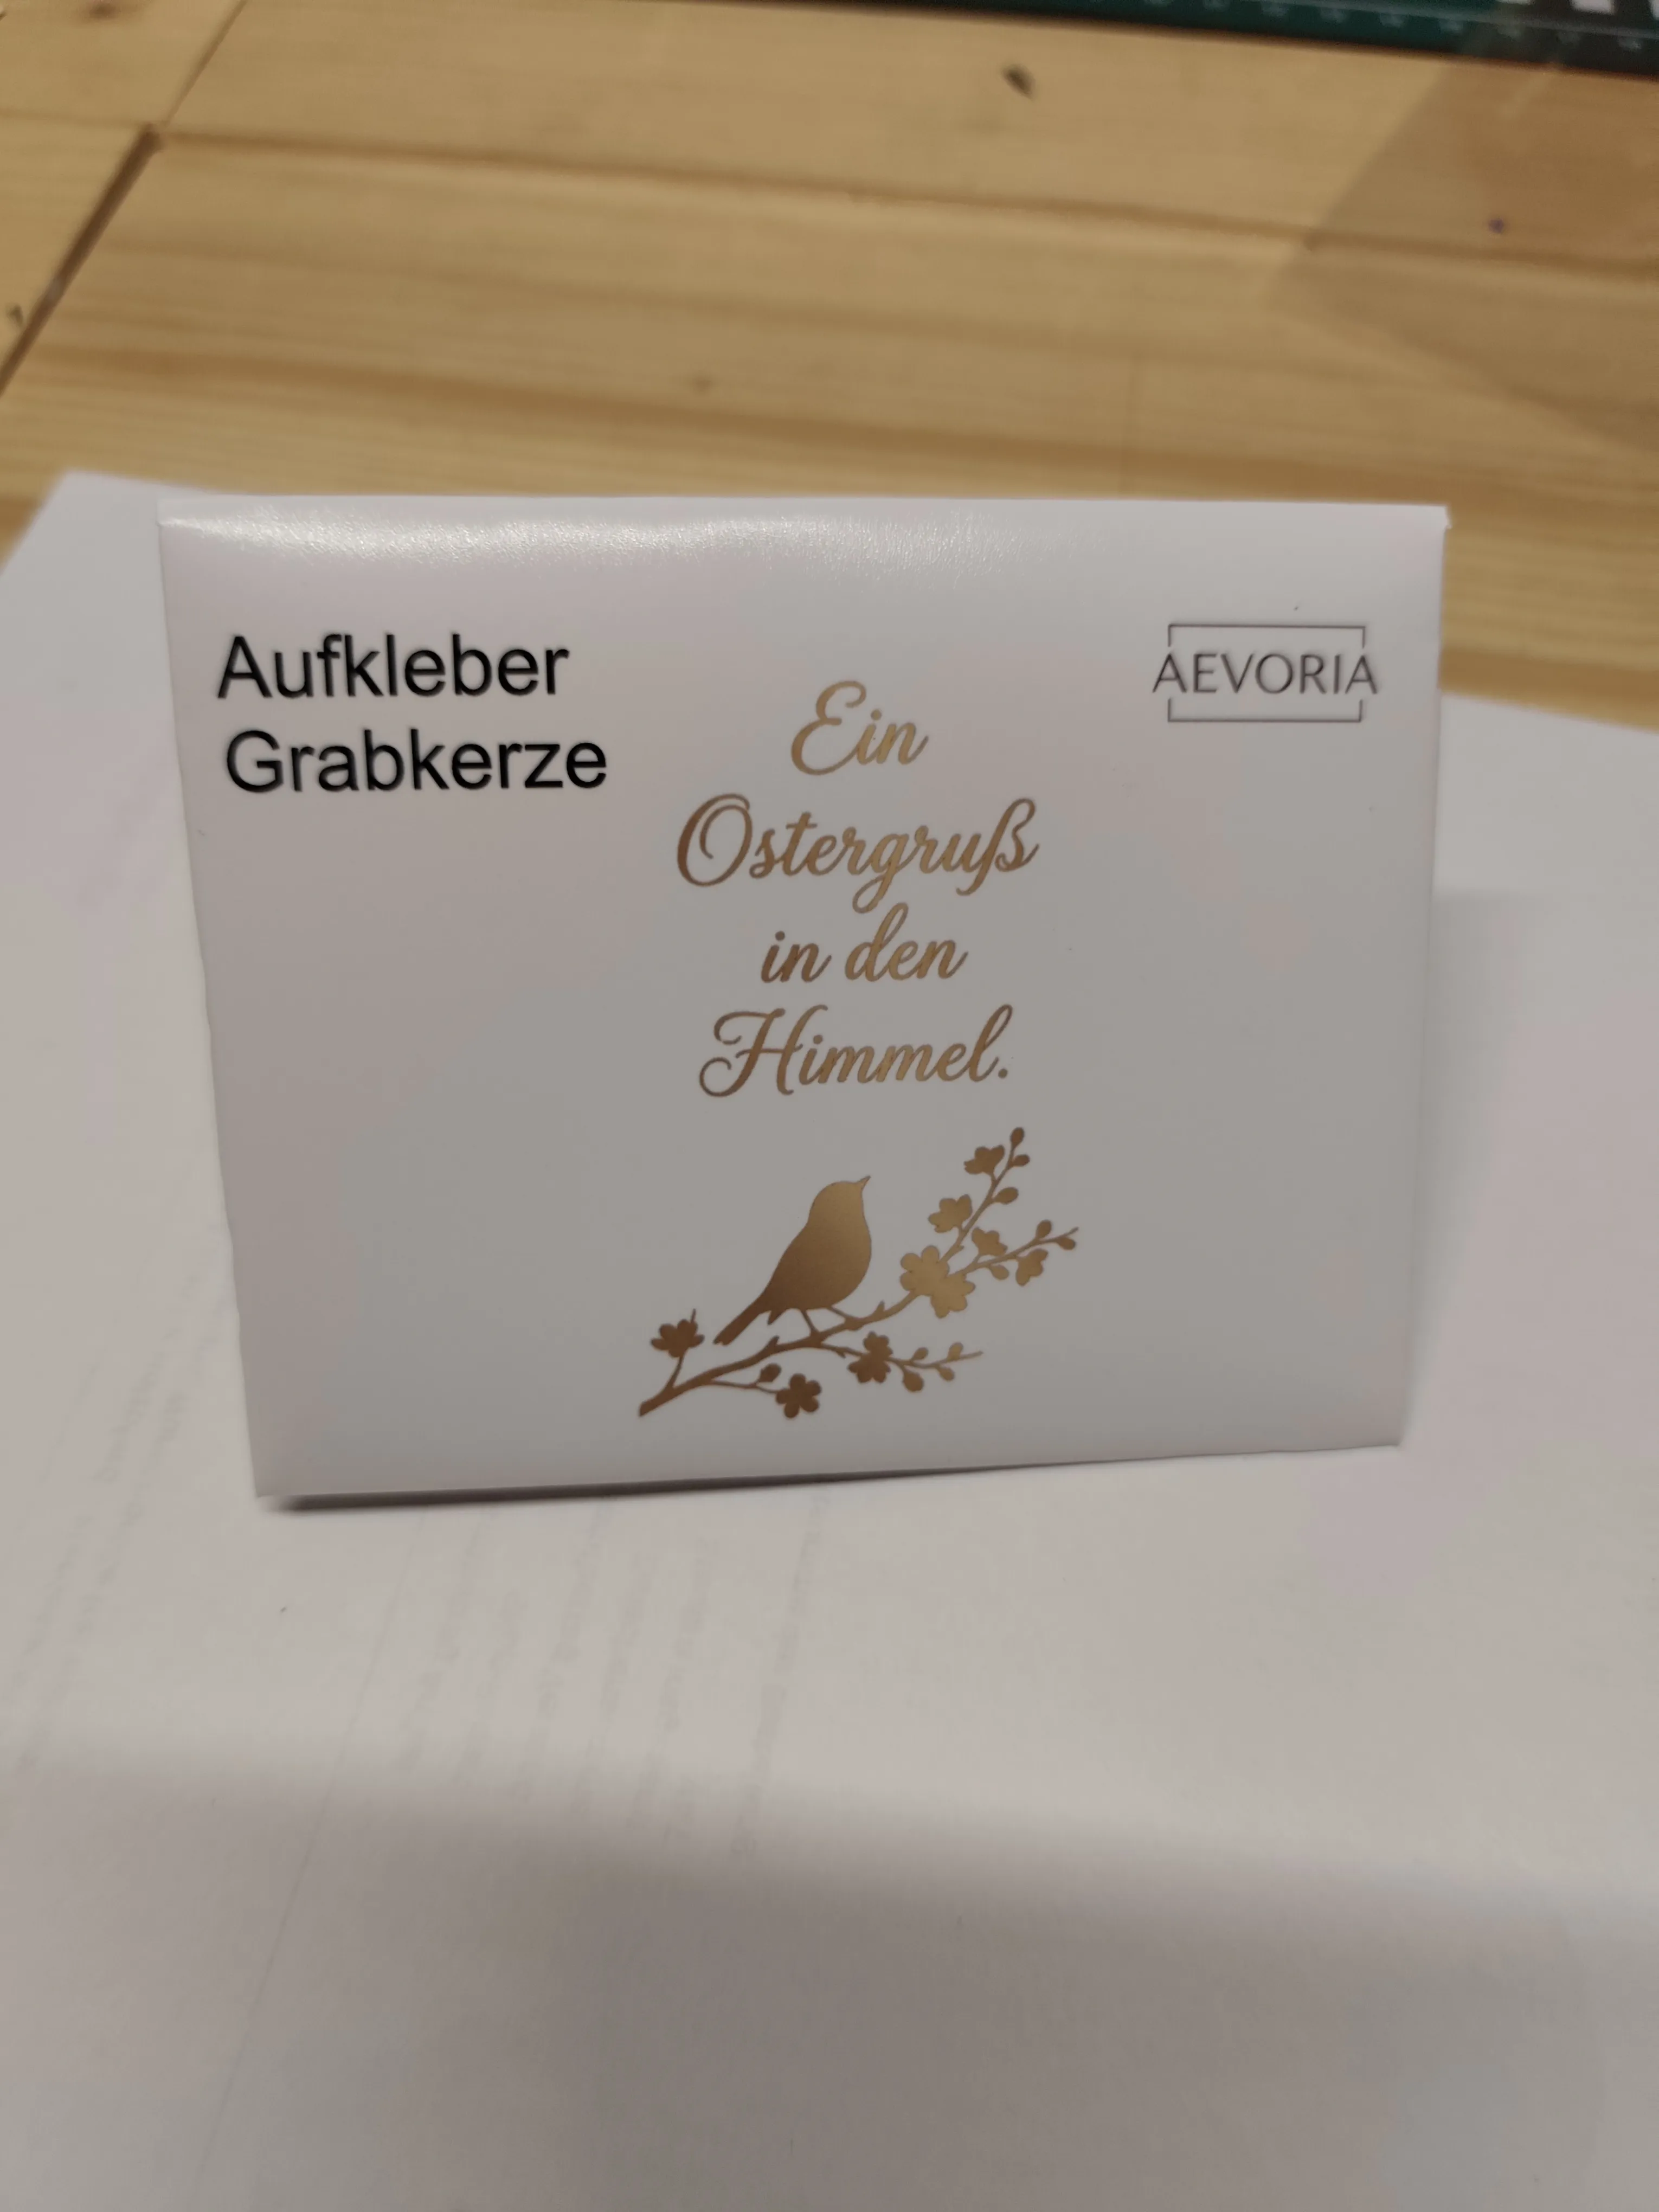 Aufkleber
Grabkerze
AEVORIA
Ein
Ostergruß
in den
Himmel.